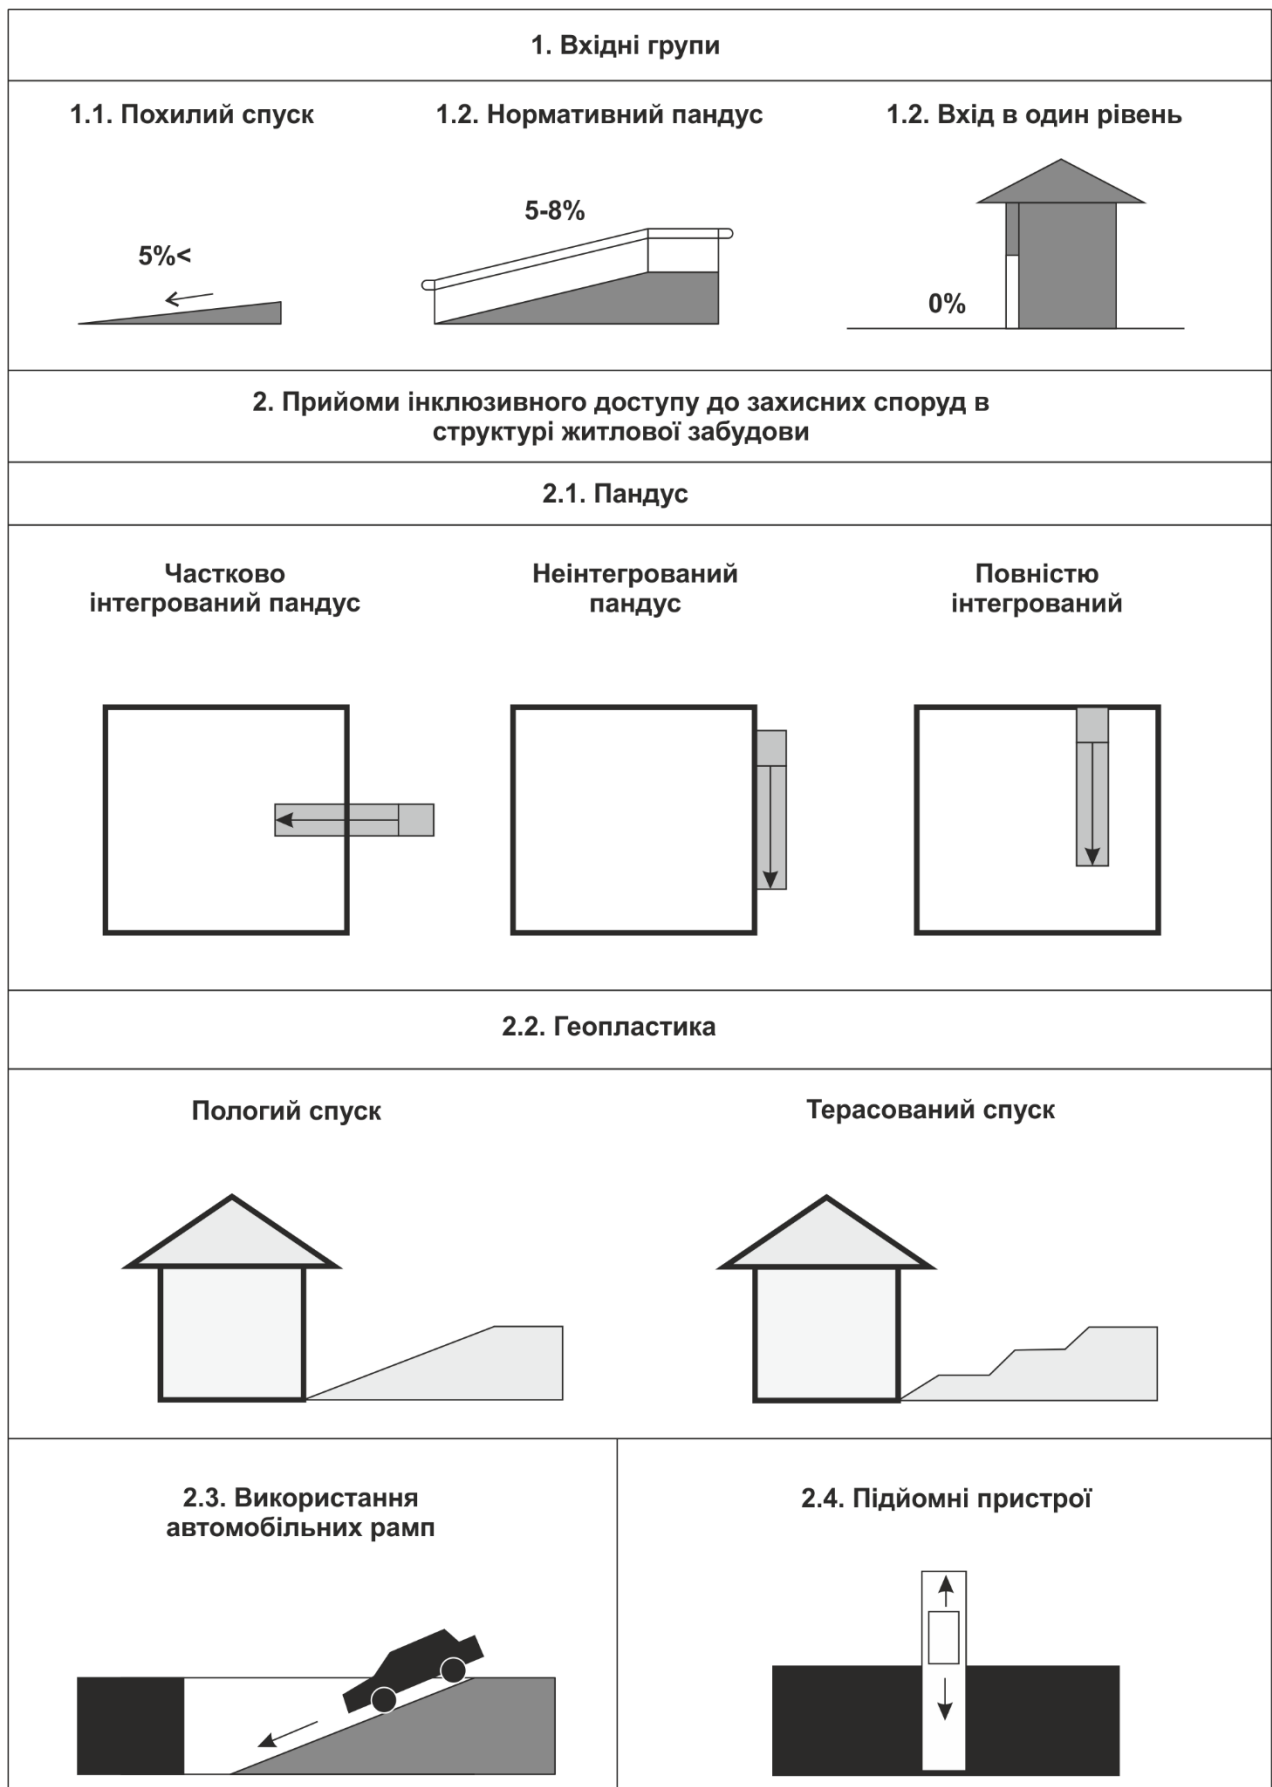 1. Вхідні групи
1.1. Похилий спуск
1.2. Нормативний пандус
1.2. Вхід в один рівень
5%<
5-8%
0%
2. Прийоми інклюзивного доступу до захисних споруд в
структурі житлової забудови
2.1. Пандус
Частково
інтегрований пандус
Неінтегрований
пандус
Повністю
інтегрований
2.2. Геопластика
Пологий спуск
Терасований спуск
2.3. Використання
автомобільних рамп
2.4. Підйомні пристрої